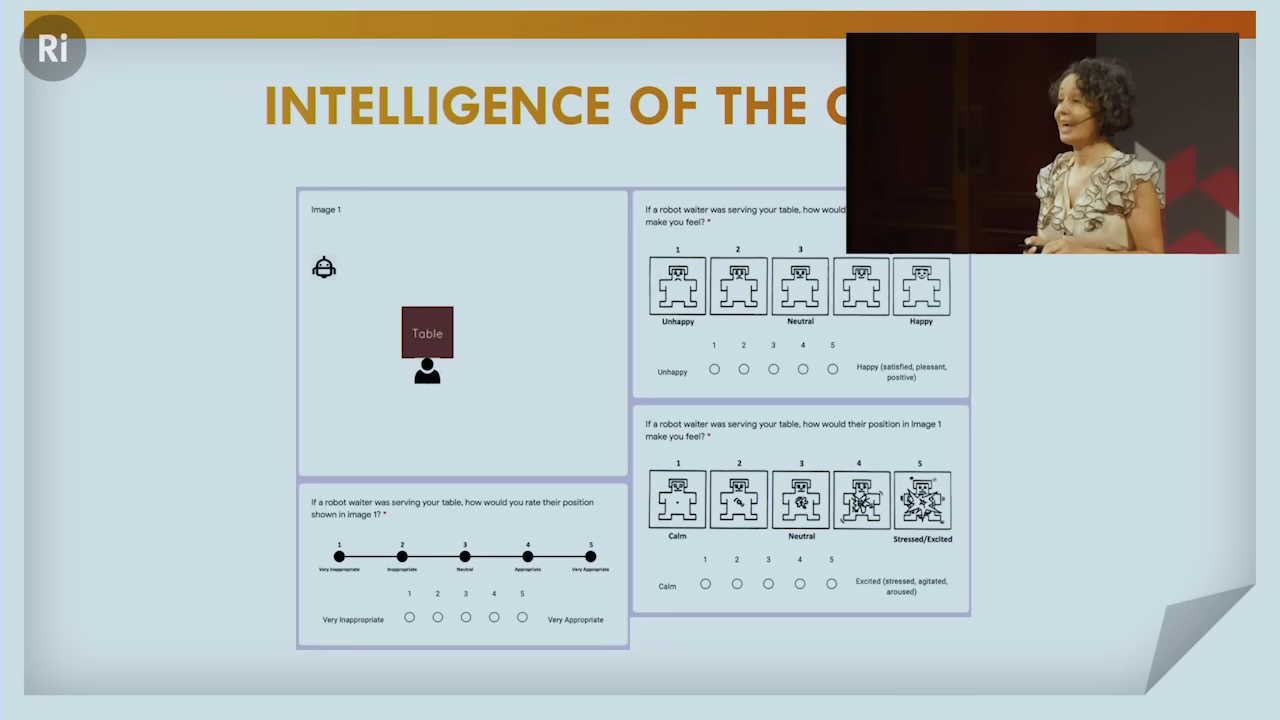 Ri
INTELLIGENCE OF THE
Image 1
Table
If a robot waiter was serving your table, how would you rate their position
shown in image 1? *
1 2 3 4 5
Very Inappropriate Inappropriate Neutral Appropriate Very Appropriate
1 2 3 4 5
Very Inappropriate Very Appropriate
If a robot waiter was serving your table, how would
make you feel? *
1 2 3
Unhappy Neutral Happy
1 2 3 4 5
Unhappy Happy (satisfied, pleasant,
positive)
If a robot waiter was serving your table, how would their position in Image 1
make you feel? *
1 2 3 4 5
Calm Neutral Stressed/Excited
1 2 3 4 5
Calm Excited (stressed, agitated,
aroused)